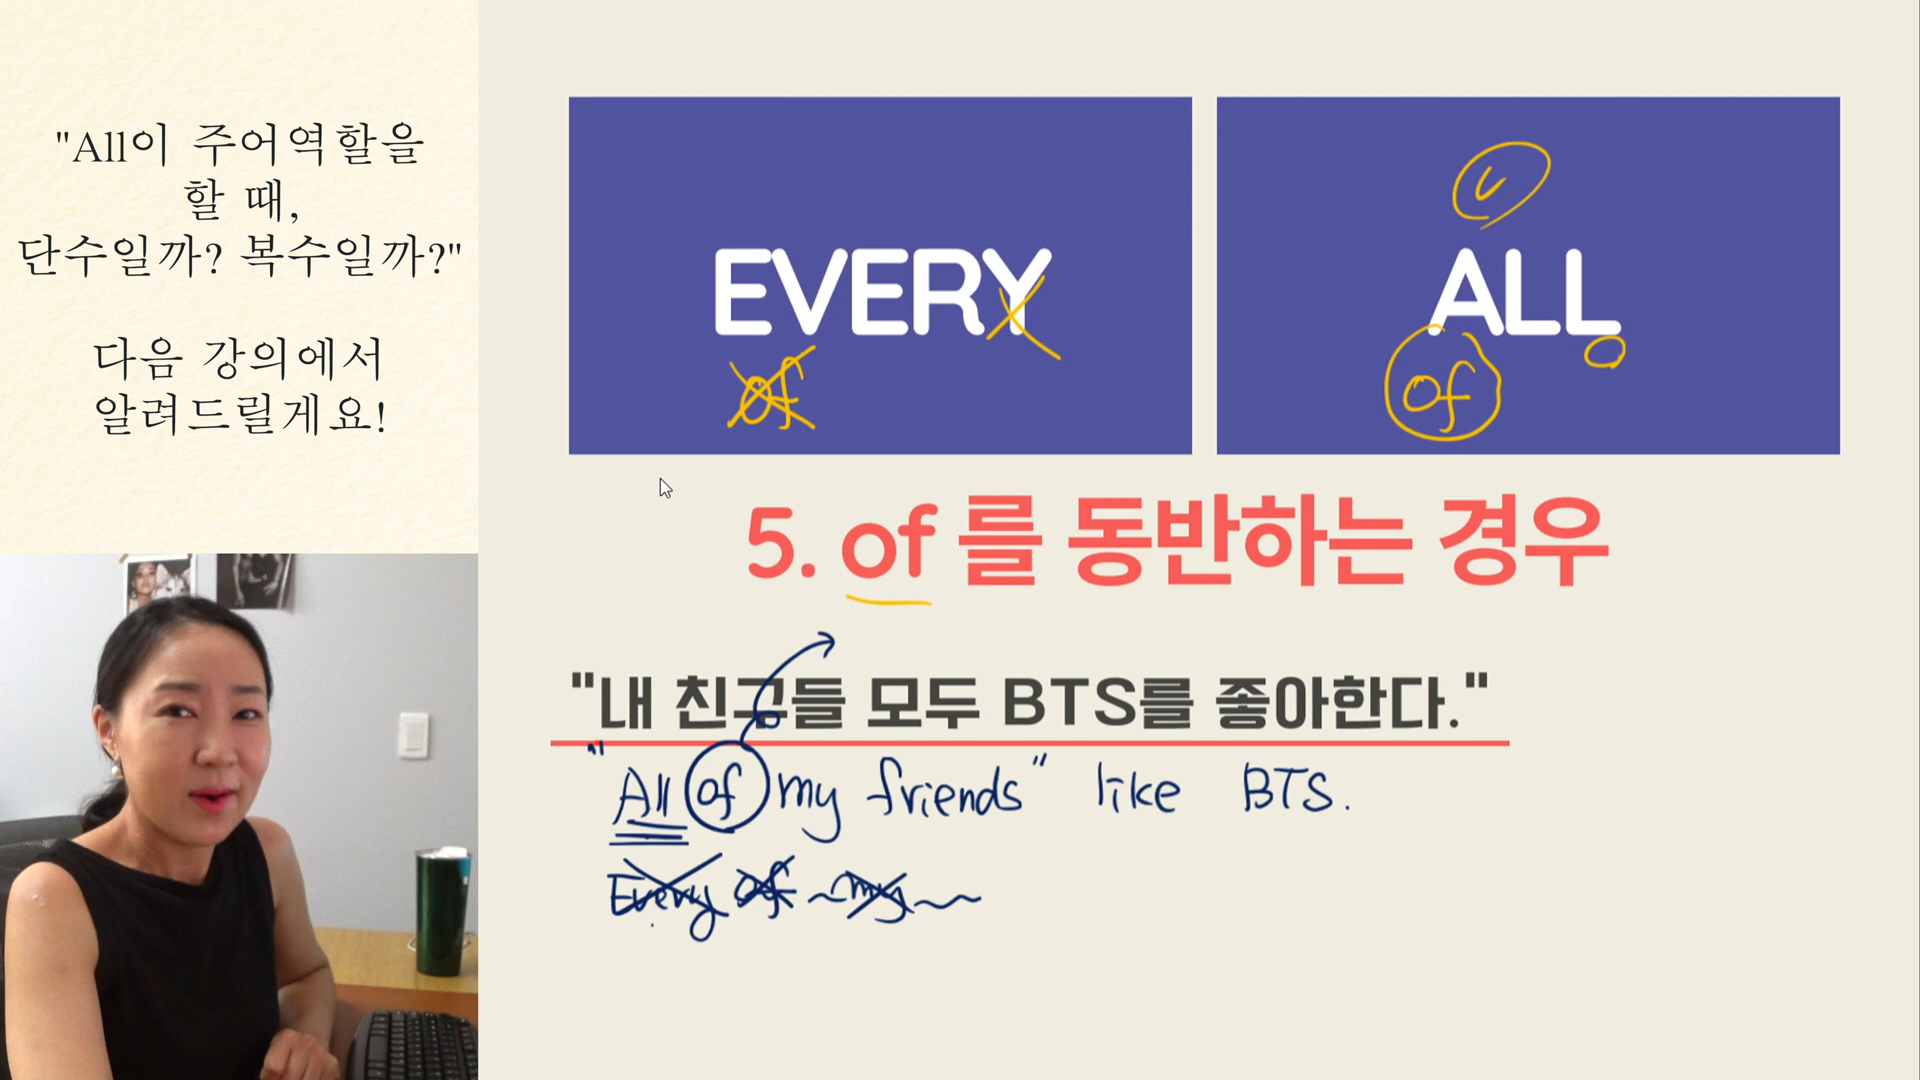 "All이 주어역할을
할 때,
단수일까? 복수일까?"
다음 강의에서
알려드릴게요!
EVERY
of
ALL
of
5. of 를 동반하는 경우
"내 친구들 모두 BTS를 좋아한다."
"All of my friends" like BTS.
Every of my